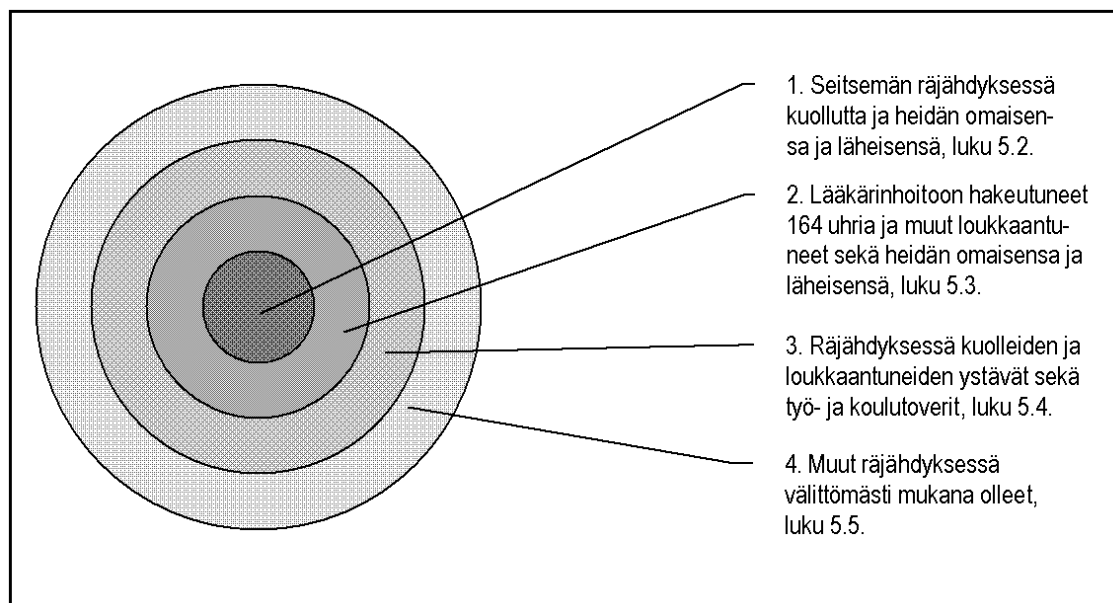 1. Seitsemän räjähdyksessä
kuollutta ja heidän omaisen-
sa ja läheisensä, luku 5.2.
2. Lääkärinhoitoon hakeutuneet
164 uhria ja muut loukkaantu-
neet sekä heidän omaisensa ja
läheisensä, luku 5.3.
3. Räjähdyksessä kuolleiden ja
loukkaantuneiden ystävät sekä
työ- ja koulutoverit, luku 5.4.
4. Muut räjähdyksessä
välittömästi mukana olleet,
luku 5.5.